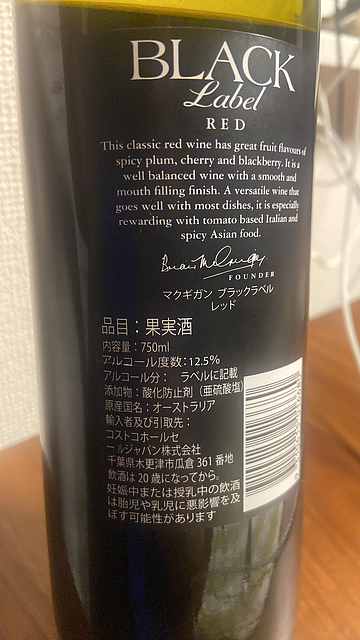 BLACK
Label
RED
This classic red wine has great fruit flavours of
spicy plum, cherry and blackberry. It is a
well balanced wine with a smooth and
mouth filling finish. A versatile wine that
goes well with most dishes, it is especially
rewarding with tomato based Italian and
spicy Asian food.
FOUNDER
マクギガン ブラックラベル
レッド
品目：果実酒
内容量：750ml
アルコール度数：12.5%
アルコール分： ラベルに記載
添加物：酸化防止剤（亜硫酸塩）
原産国名：オーストラリア
輸入者及び引取先：
コストコホールセ
ールジャパン株式会社
千葉県木更津市瓜倉 361 番地
飲酒は 20 歳になってから。
妊娠中または授乳中の飲酒
は胎児や乳児に悪影響を及
ぼす可能性があります